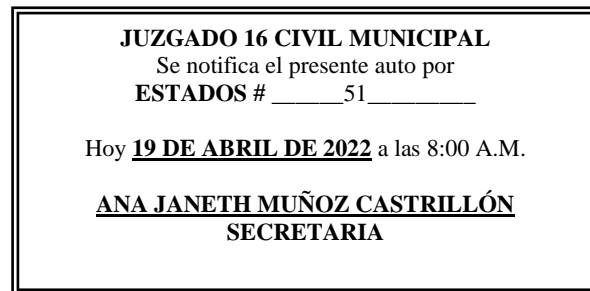 JUZGADO 16 CIVIL MUNICIPAL
Se notifica el presente auto por
ESTADOS # ______51_________
Hoy 19 DE ABRIL DE 2022 a las 8:00 A.M.
ANA JANETH MUÑOZ CASTRILLÓN
SECRETARIA